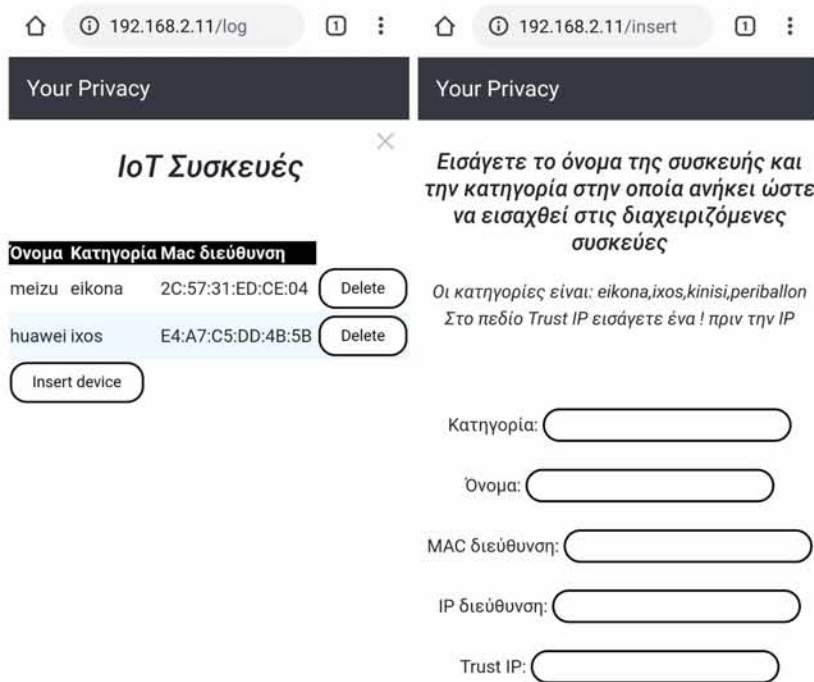 192.168.2.11/log
1
Your Privacy
IoT Συσκευές
Όνομα Κατηγορία Mac διεύθυνση
meizu eikona 2C:57:31:ED:CE:04 Delete
huawei ixos E4:A7:C5:DD:4B:5B Delete
Insert device
192.168.2.11/insert
1
Your Privacy
Εισάγετε το όνομα της συσκευής και
την κατηγορία στην οποία ανήκει ώστε
να εισαχθεί στις διαχειριζόμενες
συσκεύες
Οι κατηγορίες είναι: eikona,ixos,kinisi,periballon
Στο πεδίο Trust IP εισάγετε ένα ! πριν την IP
Κατηγορία:
Όνομα:
MAC διεύθυνση:
IP διεύθυνση:
Trust IP: